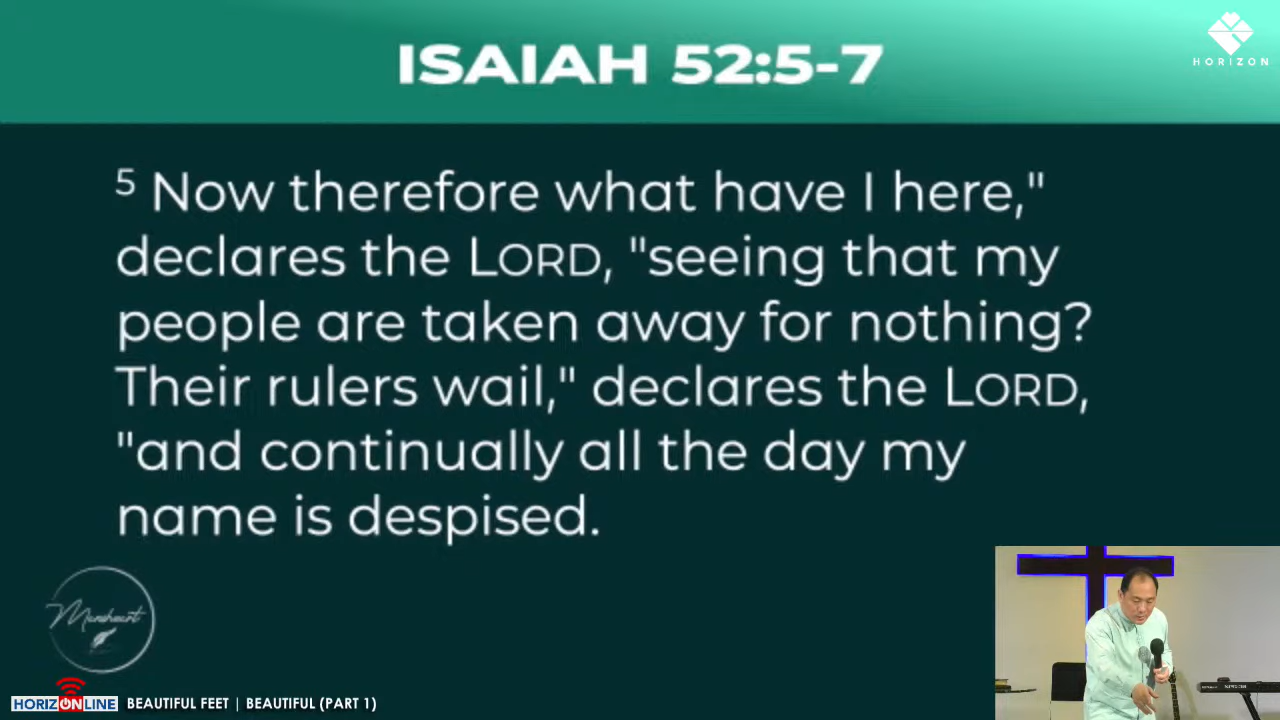 HORIZON
ISAIAH 52:5-7
5 Now therefore what have I here,"
declares the LORD, "seeing that my
people are taken away for nothing?
Their rulers wail," declares the LORD,
"and continually all the day my
name is despised.
HORIZONLINE BEAUTIFUL FEET | BEAUTIFUL (PART 1)